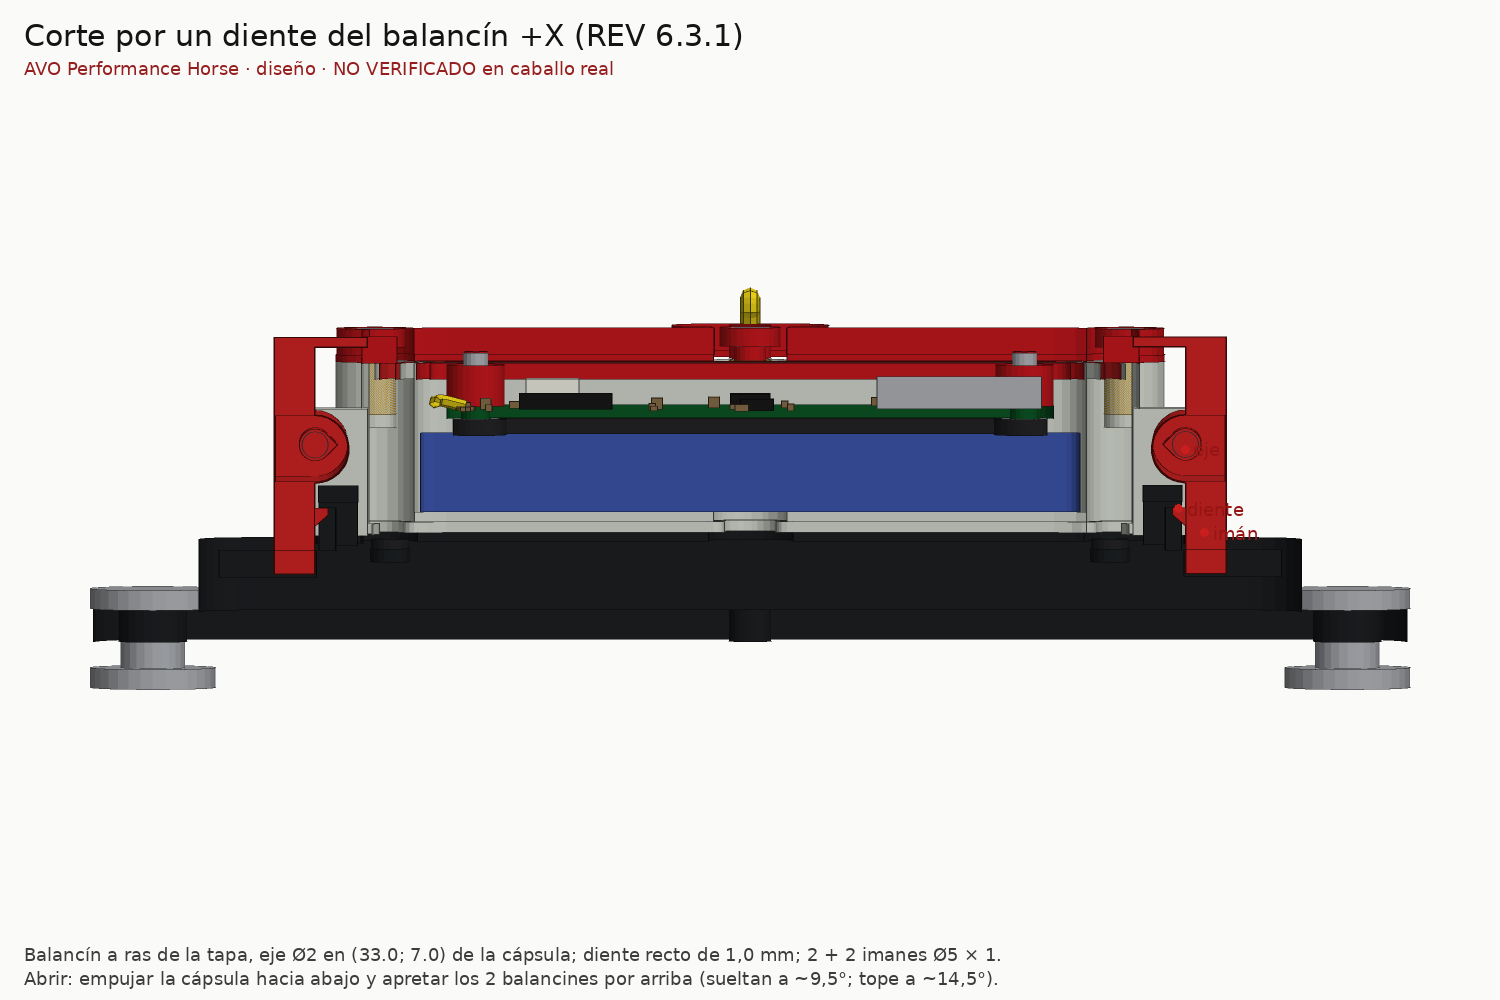 Corte por un diente del balancín +X (REV 6.3.1)
AVO Performance Horse · diseño · NO VERIFICADO en caballo real
eje
diente
imán
Balancín a ras de la tapa, eje Ø2 en (33.0; 7.0) de la cápsula; diente recto de 1,0 mm; 2 + 2 imanes Ø5 × 1.
Abrir: empujar la cápsula hacia abajo y apretar los 2 balancines por arriba (sueltan a ~9,5°; tope a ~14,5°).